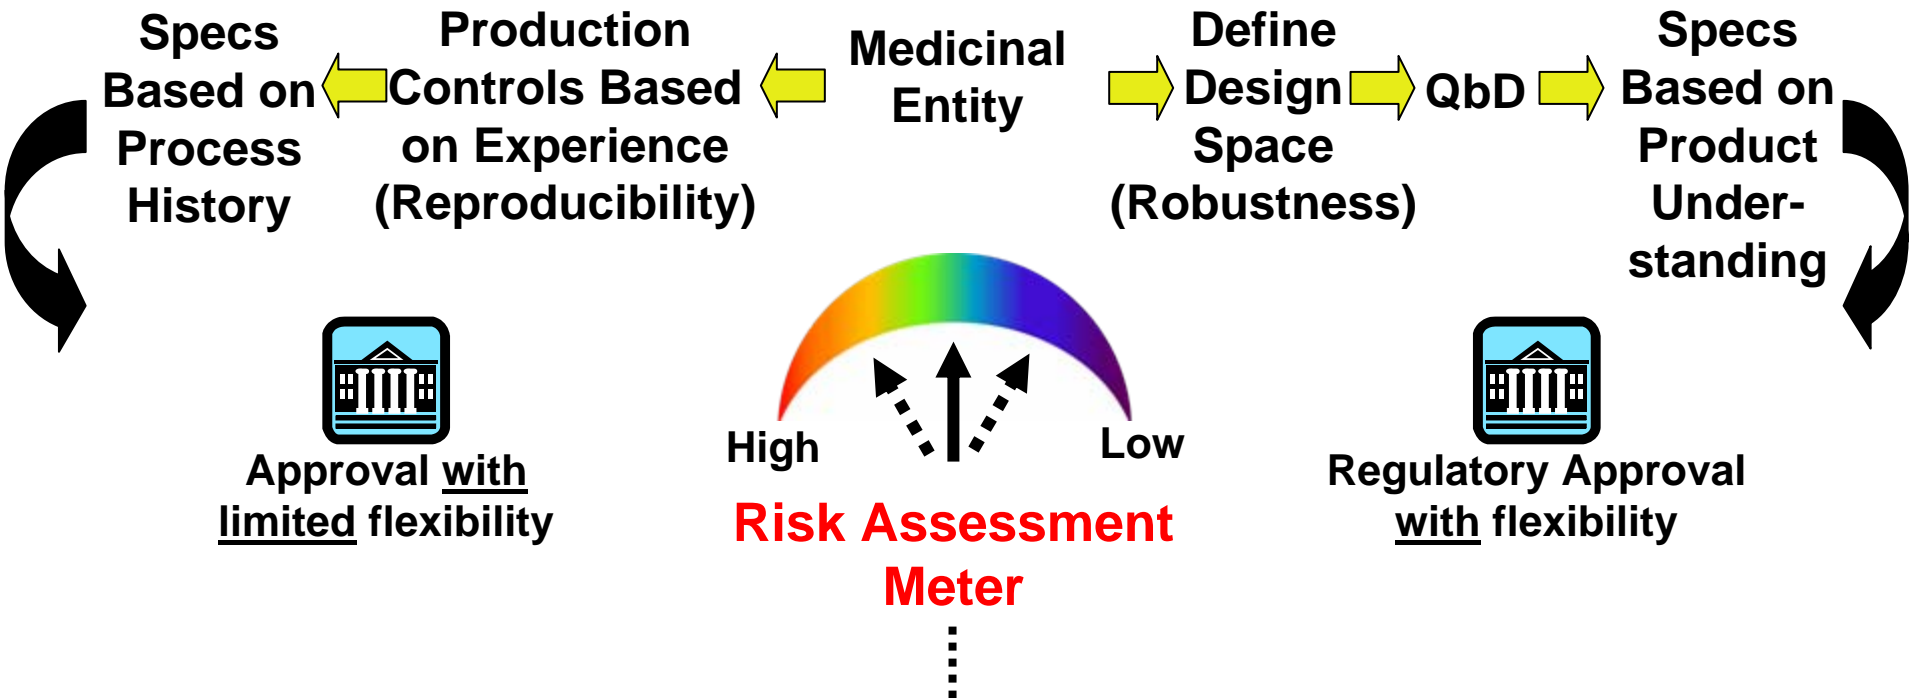 Specs
Based on
Process
History
Production
Controls Based
on Experience
(Reproducibility)
Medicinal
Entity
Define
Design
Space
(Robustness)
QbD
Specs
Based on
Product
Under-
standing
High
Low
Risk Assessment
Meter
Approval with
limited flexibility
Regulatory Approval
with flexibility